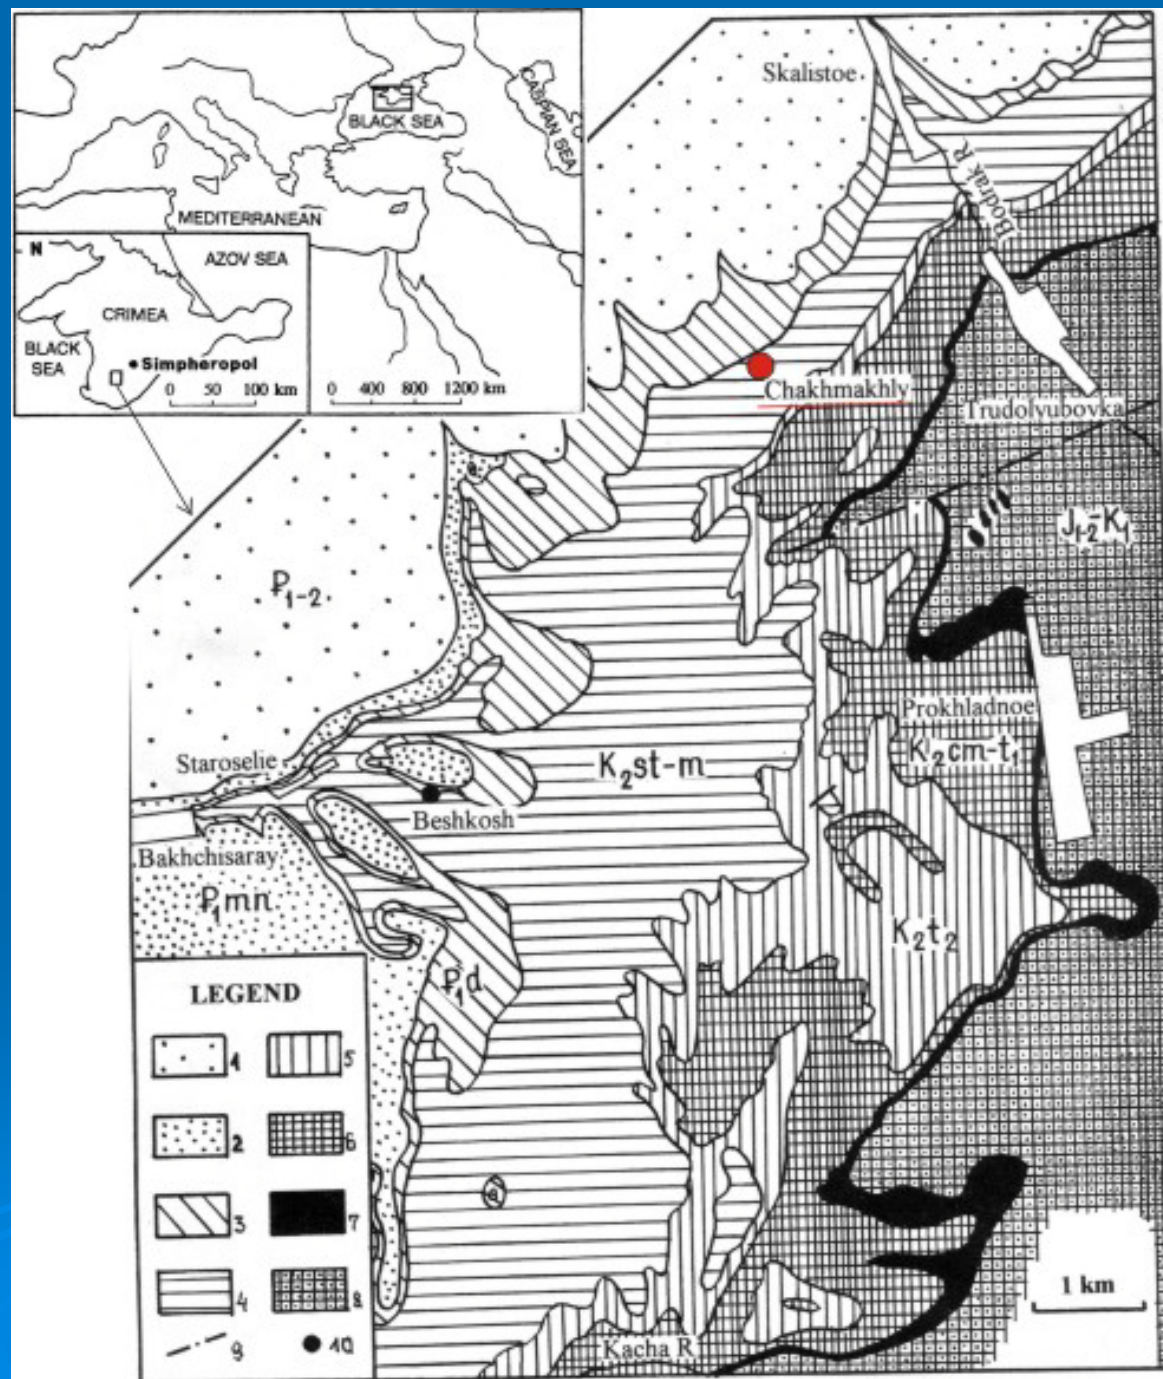 CASPIAN SEA
BLACK SEA
MEDITERRANEAN
N
AZOV SEA
CRIMEA
BLACK
SEA
Simpheropol
0 50 100 km
0 400 800 1200 km
Skalistoe
Bodrak R
Chakhmakhly
Trudolyubovka
J₁₋₂-K₁
P₁₋₂
Prokhladnoe
K₂cm-t₁
K₂st-m
Staroselie
Beshkosh
Bakhchisaray
P₁mn
K₂t₂
P₁d
LEGEND
1 5
2 6
3 7
4 8
9 10
1 km
Kacha R